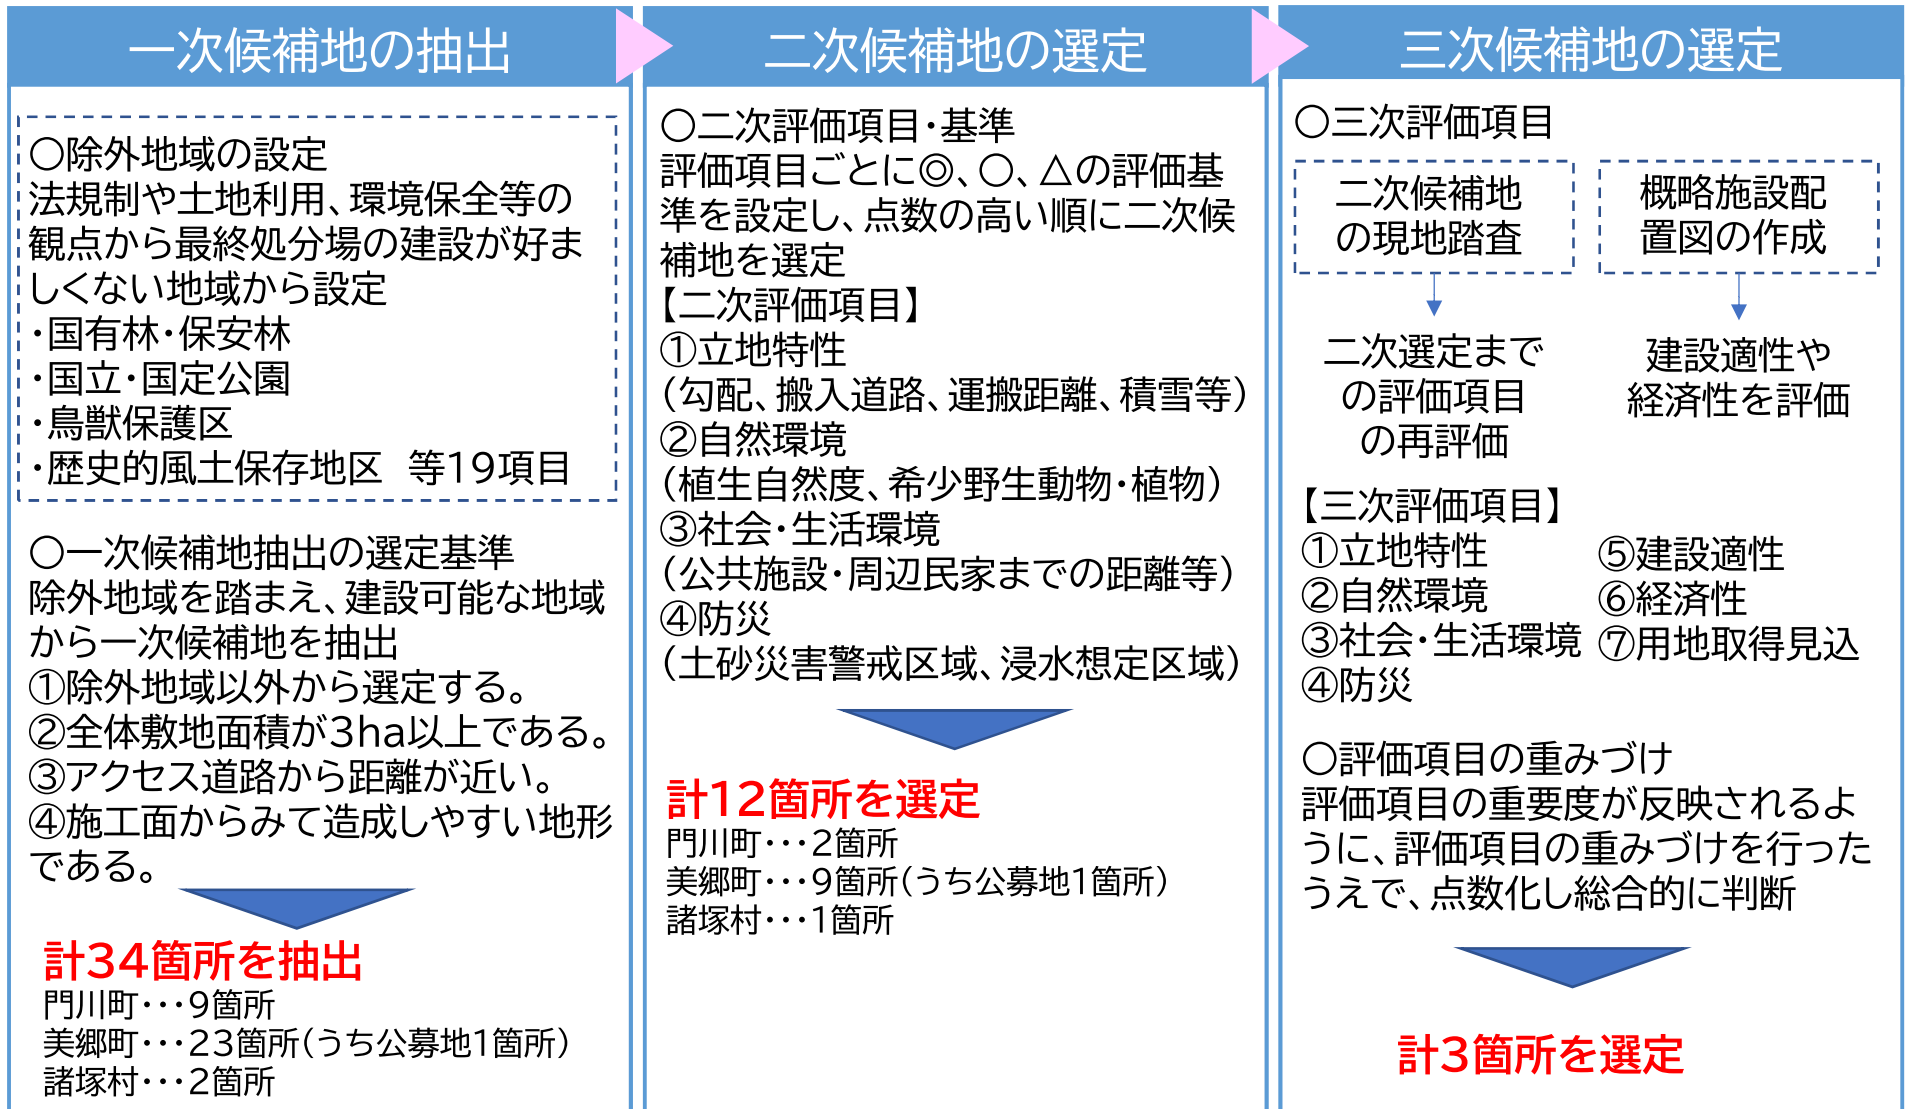 一次候補地の抽出
○除外地域の設定
法規制や土地利用、環境保全等の
観点から最終処分場の建設が好ま
しくない地域から設定
・国有林・保安林
・国立・国定公園
・鳥獣保護区
・歴史的風土保存地区　等19項目
○一次候補地抽出の選定基準
除外地域を踏まえ、建設可能な地域
から一次候補地を抽出
①除外地域以外から選定する。
②全体敷地面積が3ha以上である。
③アクセス道路から距離が近い。
④施工面からみて造成しやすい地形
である。
計34箇所を抽出
門川町・・・9箇所
美郷町・・・23箇所（うち公募地1箇所）
諸塚村・・・2箇所
二次候補地の選定
○二次評価項目・基準
評価項目ごとに◎、○、△の評価基
準を設定し、点数の高い順に二次候
補地を選定
【二次評価項目】
①立地特性
（勾配、搬入道路、運搬距離、積雪等）
②自然環境
（植生自然度、希少野生動物・植物）
③社会・生活環境
（公共施設・周辺民家までの距離等）
④防災
（土砂災害警戒区域、浸水想定区域）
計12箇所を選定
門川町・・・2箇所
美郷町・・・9箇所（うち公募地1箇所）
諸塚村・・・1箇所
三次候補地の選定
○三次評価項目
二次候補地
の現地踏査
二次選定まで
の評価項目
の再評価
概略施設配
置図の作成
建設適性や
経済性を評価
【三次評価項目】
①立地特性
②自然環境
③社会・生活環境
④防災
⑤建設適性
⑥経済性
⑦用地取得見込
○評価項目の重みづけ
評価項目の重要度が反映されるよ
うに、評価項目の重みづけを行った
うえで、点数化し総合的に判断
計3箇所を選定